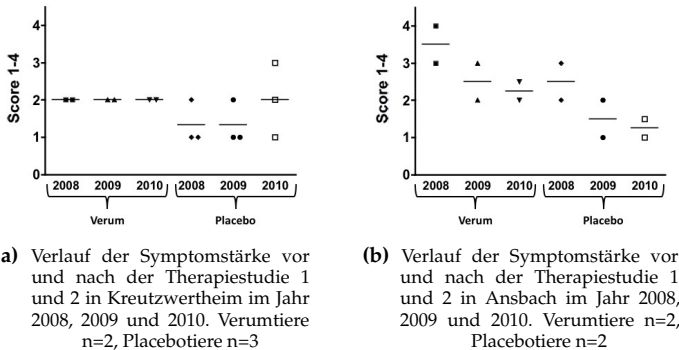 Score 1-4
4
3
2
1
0
2008 2009 2010 2008 2009 2010
Verum Placebo
a) Verlauf der Symptomstärke vor
und nach der Therapiestudie 1
und 2 in Kreutzwertheim im Jahr
2008, 2009 und 2010. Verumtiere
n=2, Placebotiere n=3
Score 1-4
4
3
2
1
0
2008 2009 2010 2008 2009 2010
Verum Placebo
(b) Verlauf der Symptomstärke vor
und nach der Therapiestudie 1
und 2 in Ansbach im Jahr 2008,
2009 und 2010. Verumtiere n=2,
Placebotiere n=2